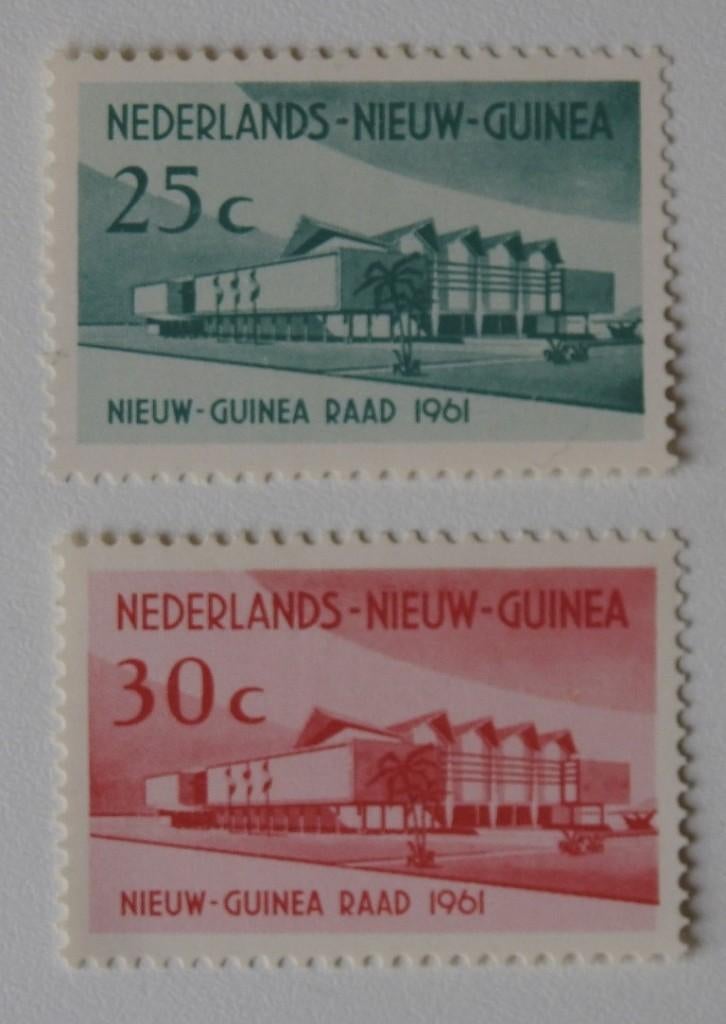 NEDERLANDS-NIEUW-GUINEA
25c
NIEUW-GUINEA RAAD 1961
NEDERLANDS-NIEUW-GUINEA
30c
NIEUW-GUINEA RAAD 1961